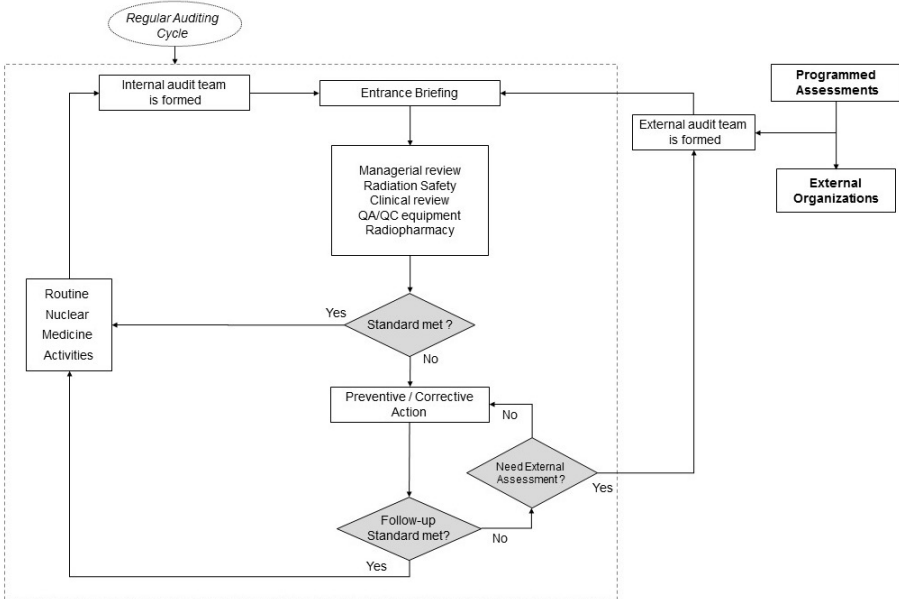 Regular Auditing
Cycle
Internal audit team
is formed
Entrance Briefing
Programmed
Assessments
External audit team
is formed
External
Organizations
Managerial review
Radiation Safety
Clinical review
QA/QC equipment
Radiopharmacy
Routine
Nuclear
Medicine
Activities
Yes
Standard met ?
No
Preventive / Corrective
Action
No
Need External
Assessment ?
Yes
Follow-up
Standard met?
No
Yes